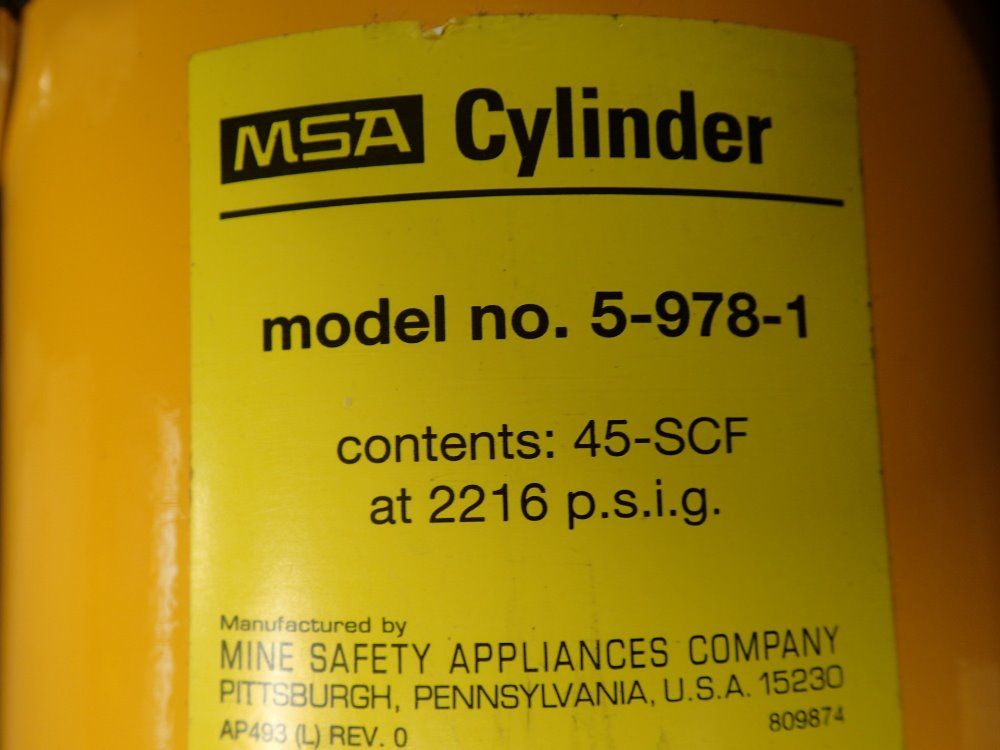 MSA Cylinder
model no. 5-978-1
contents: 45-SCF
at 2216 p.s.i.g.
Manufactured by
MINE SAFETY APPLIANCES COMPANY
PITTSBURGH, PENNSYLVANIA, U.S.A. 15230
AP493 (L) REV. 0 809874